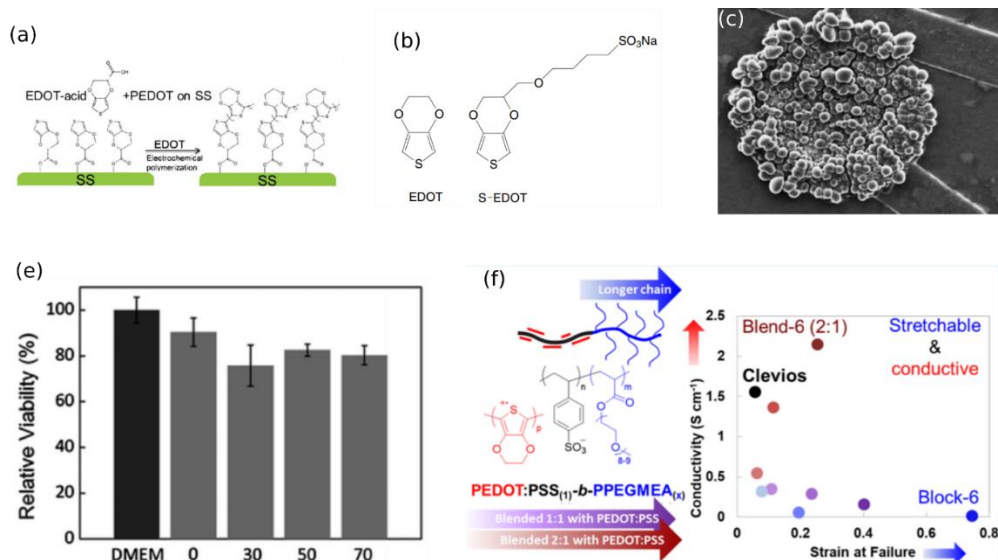 (a)
EDOT-acid
+PEDOT on SS
EDOT
Electrochemical
polymerization
SS
SS
(b)
SO₃Na
EDOT
S-EDOT
(c)
(e)
Relative Viability (%)
100
80
60
40
20
0
DMEM 0 30 50 70
(f)
Longer chain
PEDOT:PSS(1)-b-PPEGMEA(x)
Blended 1:1 with PEDOT:PSS
Blended 2:1 with PEDOT:PSS
Conductivity (S cm⁻¹)
2.5
2
1.5
1
0.5
0
Blend-6 (2:1)
Stretchable
&
conductive
Clevios
Block-6
0 0.2 0.4 0.6 0.8
Strain at Failure